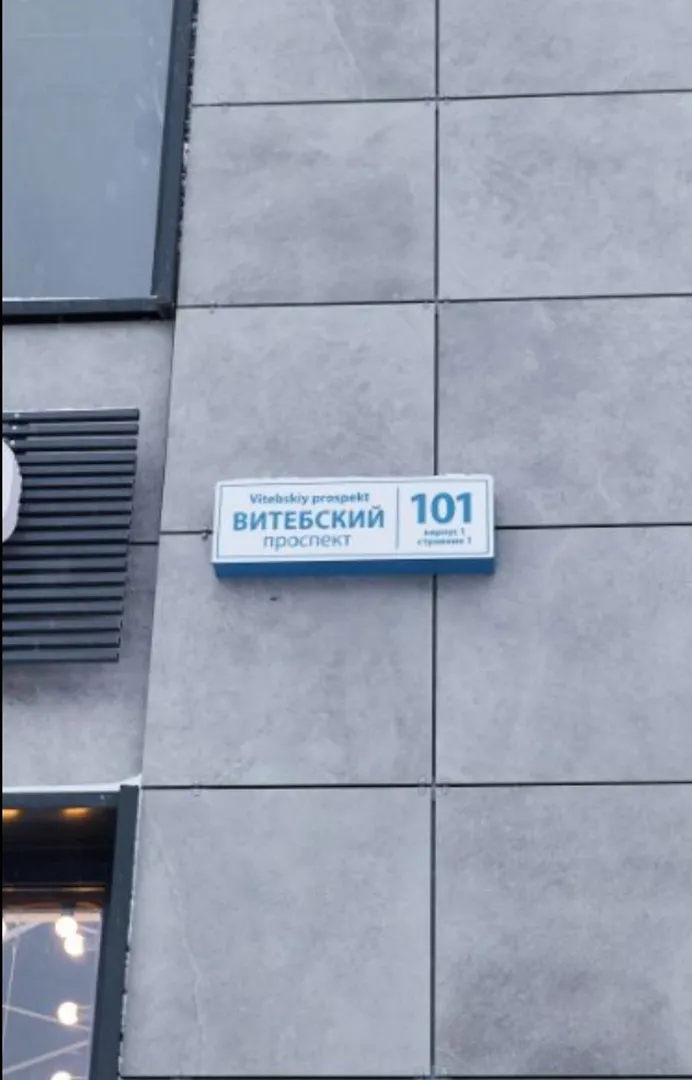 Vitebskiy prospekt
ВИТЕБСКИЙ
проспект
101
корпус 1
строение 1